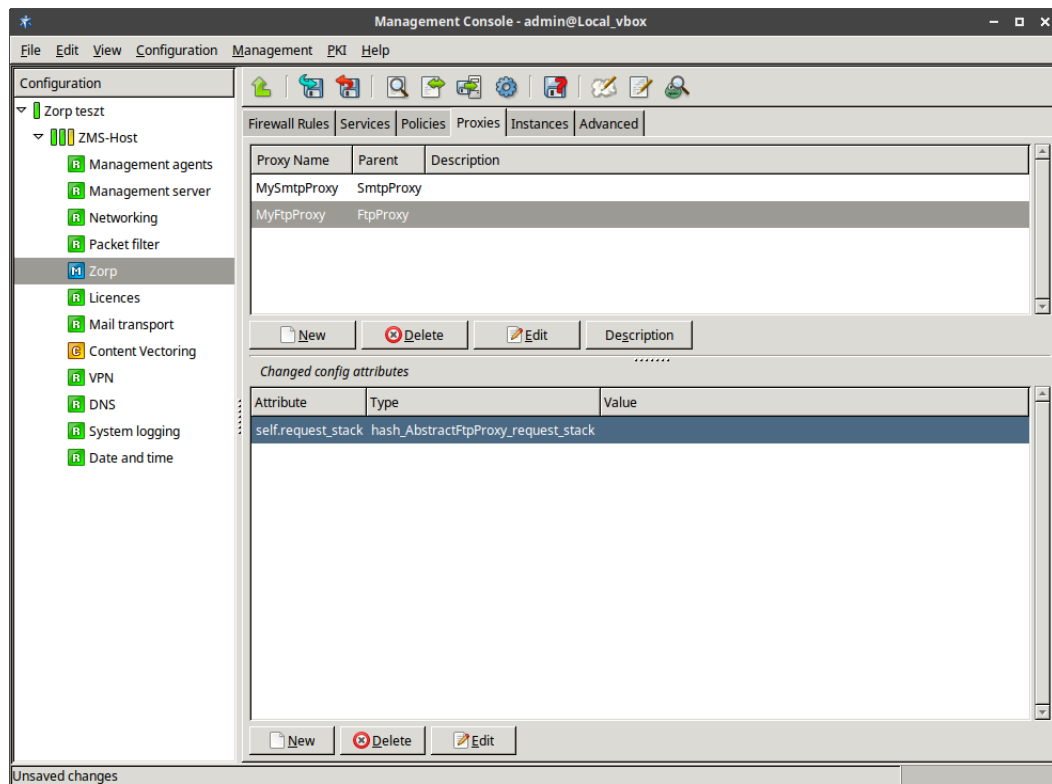 Management Console - admin@Local_vbox
File Edit View Configuration Management PKI Help
Configuration
Zorp teszt
ZMS-Host
R Management agents
R Management server
R Networking
R Packet filter
M Zorp
R Licences
R Mail transport
C Content Vectoring
R VPN
R DNS
R System logging
R Date and time
Firewall Rules Services Policies Proxies Instances Advanced
Proxy Name Parent Description
MySmtpProxy SmtpProxy
MyFtpProxy FtpProxy
New Delete Edit Description
Changed config attributes
Attribute Type Value
self.request_stack hash_AbstractFtpProxy_request_stack
New Delete Edit
Unsaved changes